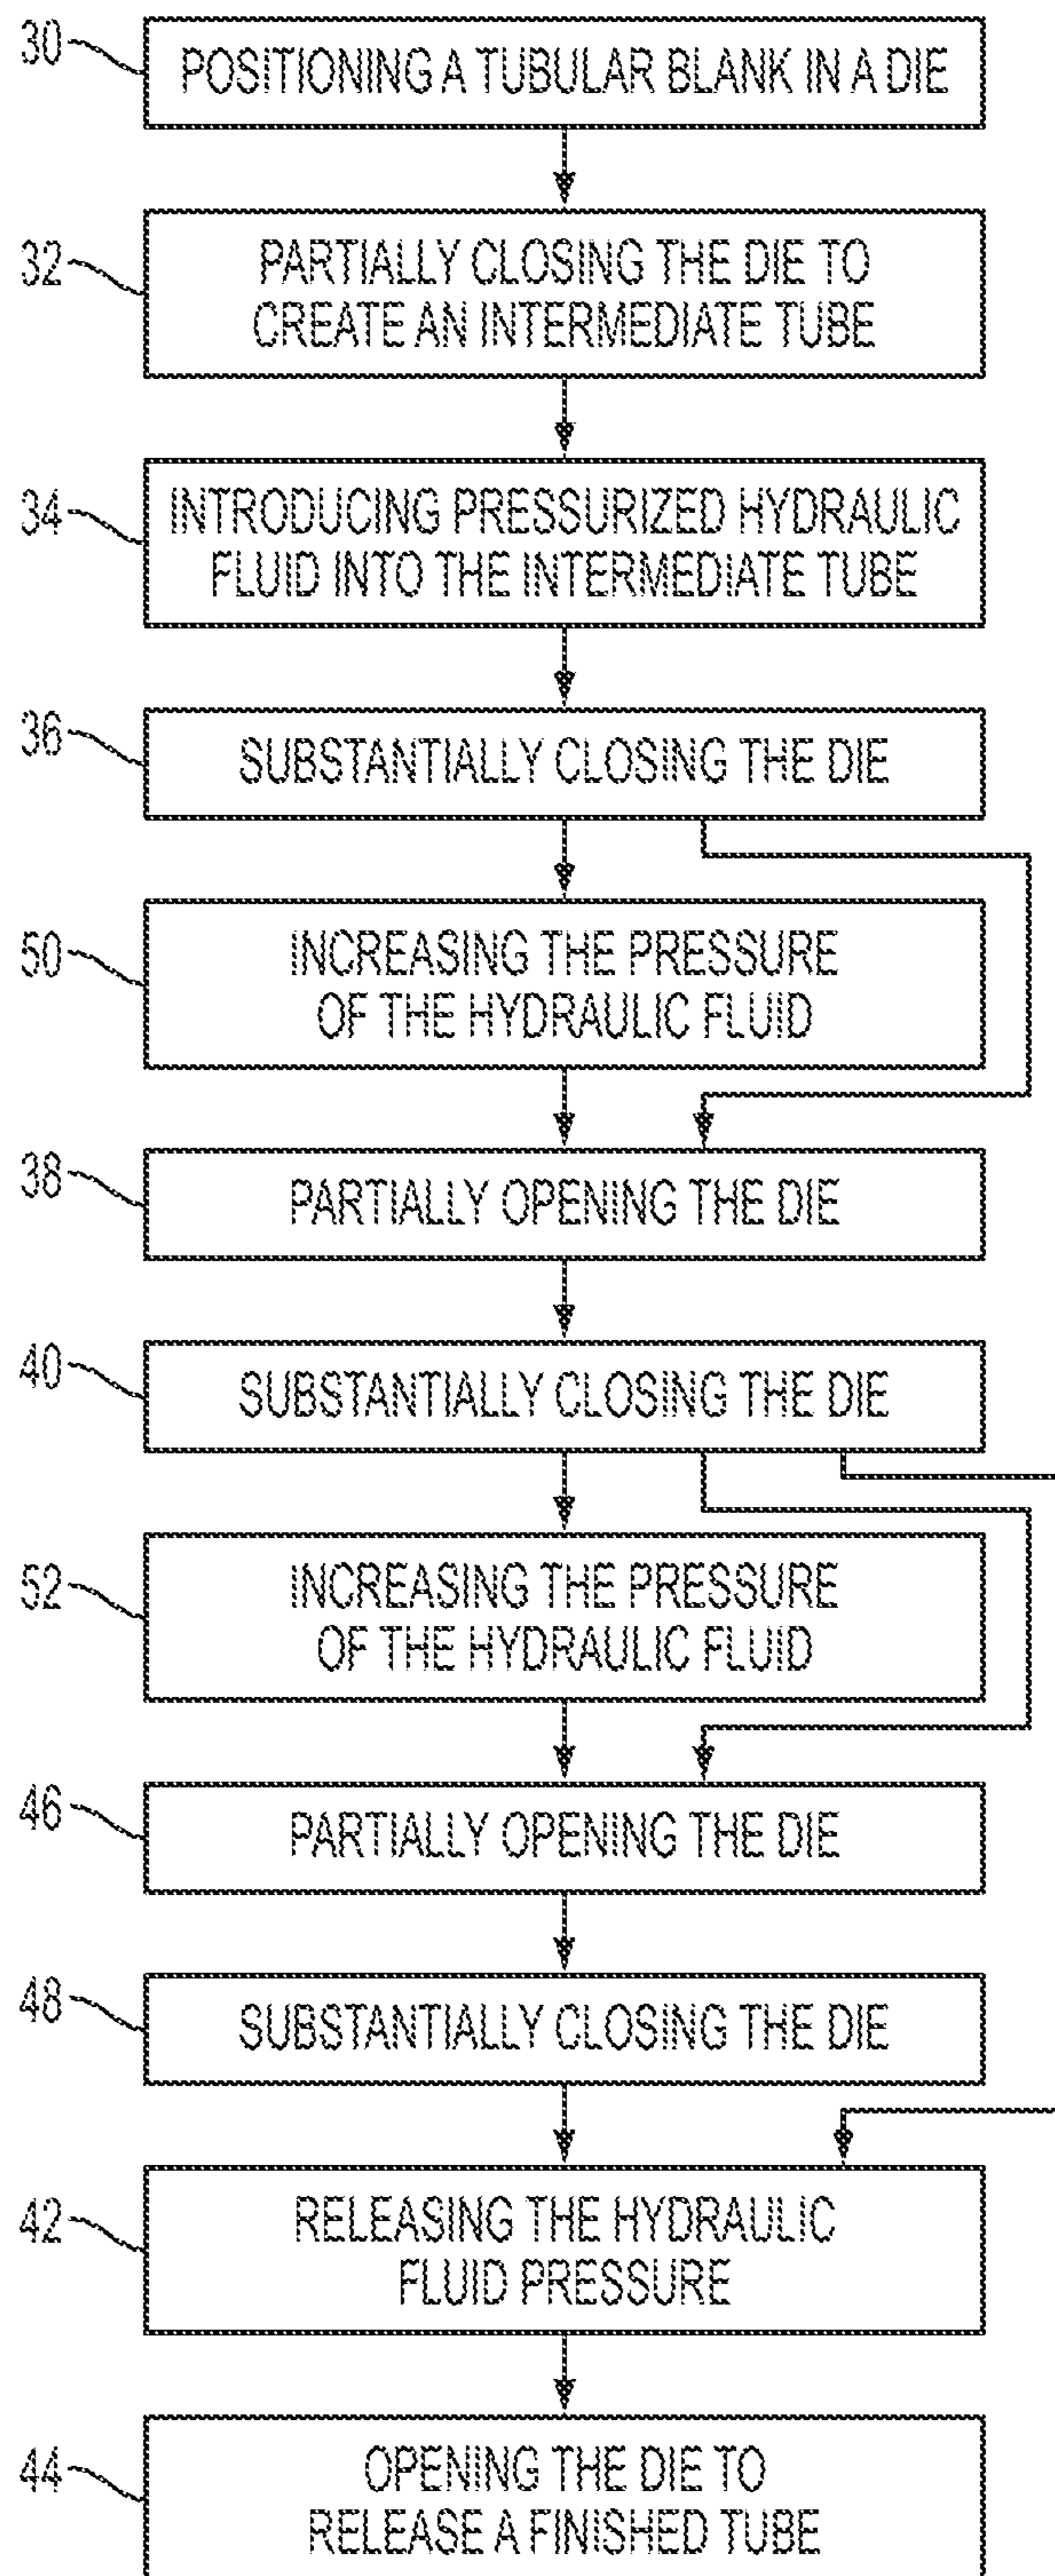 30
POSITIONING A TUBULAR BLANK IN A DIE
32
PARTIALLY CLOSING THE DIE TO
CREATE AN INTERMEDIATE TUBE
34
INTRODUCING PRESSURIZED HYDRAULIC
FLUID INTO THE INTERMEDIATE TUBE
36
SUBSTANTIALLY CLOSING THE DIE
50
INCREASING THE PRESSURE
OF THE HYDRAULIC FLUID
38
PARTIALLY OPENING THE DIE
40
SUBSTANTIALLY CLOSING THE DIE
52
INCREASING THE PRESSURE
OF THE HYDRAULIC FLUID
46
PARTIALLY OPENING THE DIE
48
SUBSTANTIALLY CLOSING THE DIE
42
RELEASING THE HYDRAULIC
FLUID PRESSURE
44
OPENING THE DIE TO
RELEASE A FINISHED TUBE